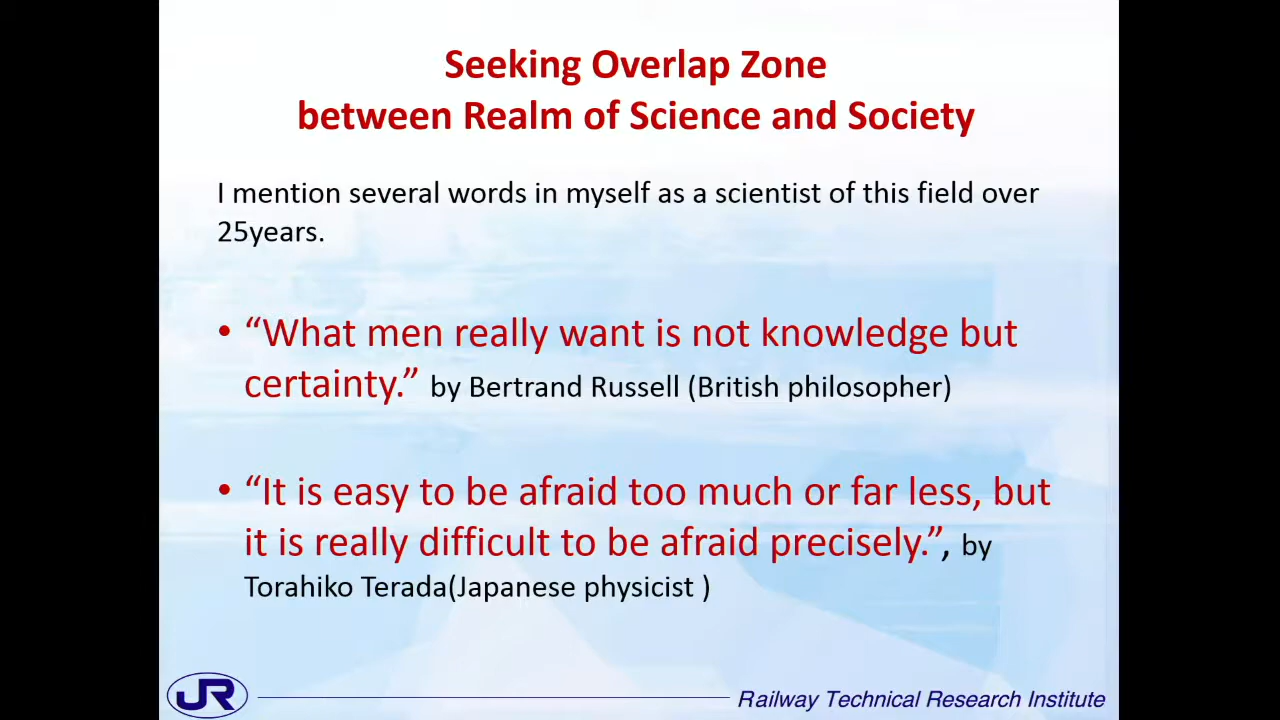 Seeking Overlap Zone
between Realm of Science and Society
I mention several words in myself as a scientist of this field over
25years.
• “What men really want is not knowledge but
certainty.” by Bertrand Russell (British philosopher)
• “It is easy to be afraid too much or far less, but
it is really difficult to be afraid precisely.”, by
Torahiko Terada(Japanese physicist )
JR
Railway Technical Research Institute